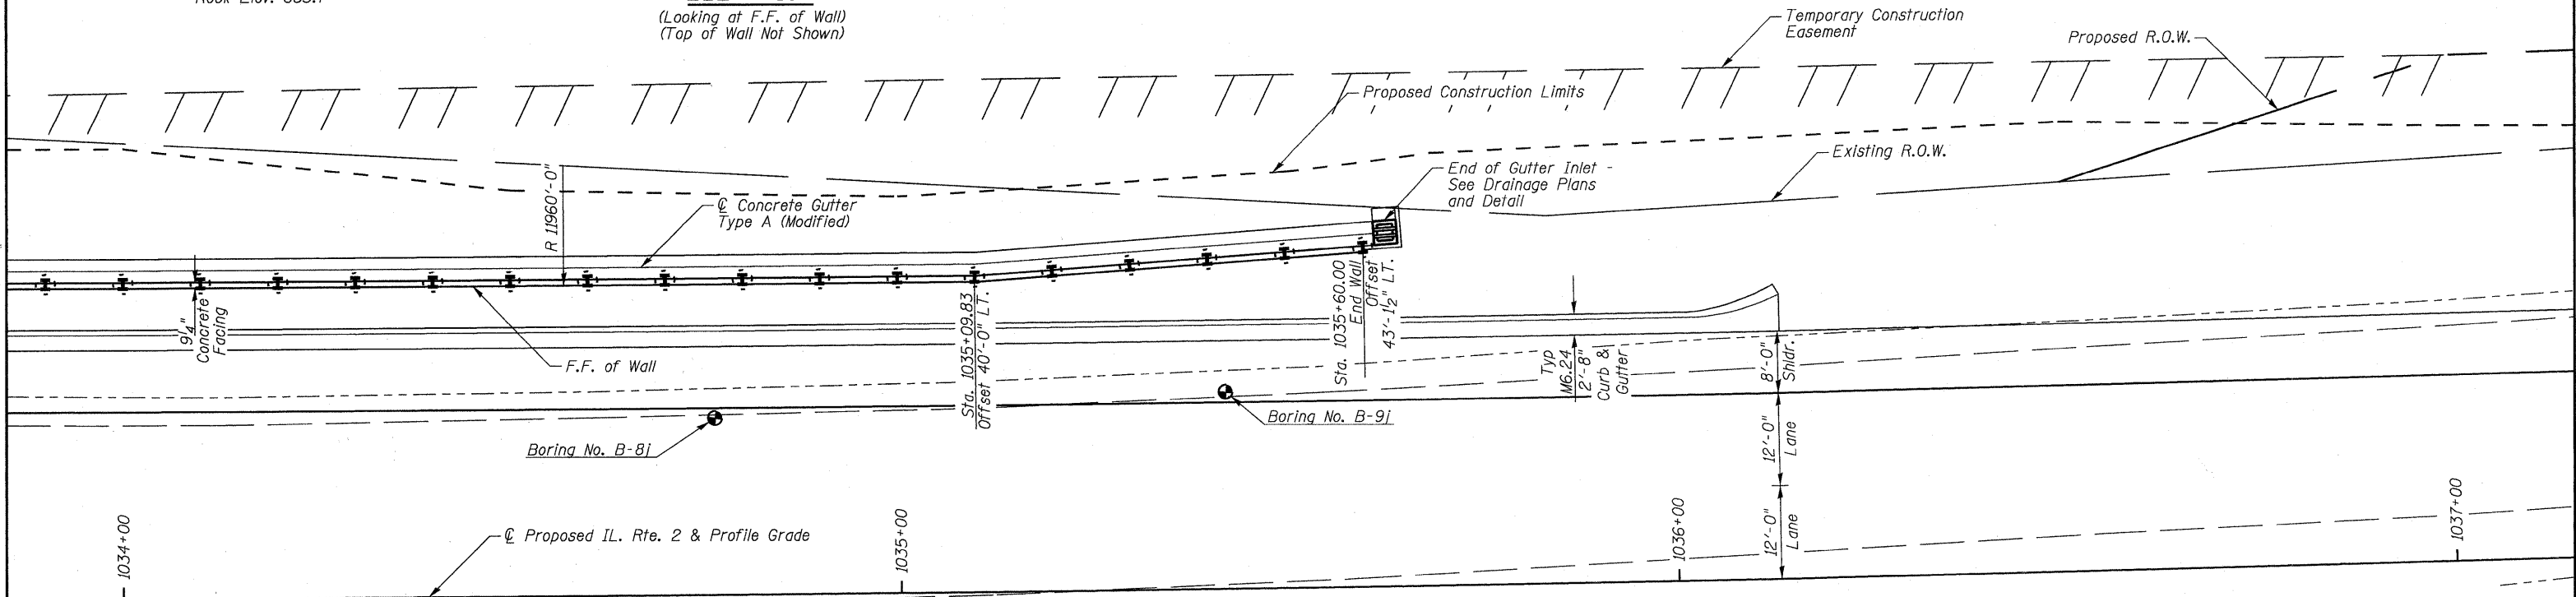 (Looking at F.F. of Wall)
(Top of Wall Not Shown)
Temporary Construction
Easement
Proposed R.O.W.
Proposed Construction Limits
Existing R.O.W.
End of Gutter Inlet -
See Drainage Plans
and Detail
℄ Concrete Gutter
Type A (Modified)
R 11960'-0"
9¼"
Concrete
Facing
F.F. of Wall
Sta. 1035+09.83
Offset 40'-0" LT.
Sta. 1035+60.00
End Wall
Offset
43'-1½" LT.
Typ
M6.24
2'-8"
Curb &
Gutter
8'-0"
Shldr.
Boring No. B-8j
Boring No. B-9j
12'-0"
Lane
12'-0"
Lane
℄ Proposed IL. Rte. 2 & Profile Grade
1034+00
1035+00
1036+00
1037+00